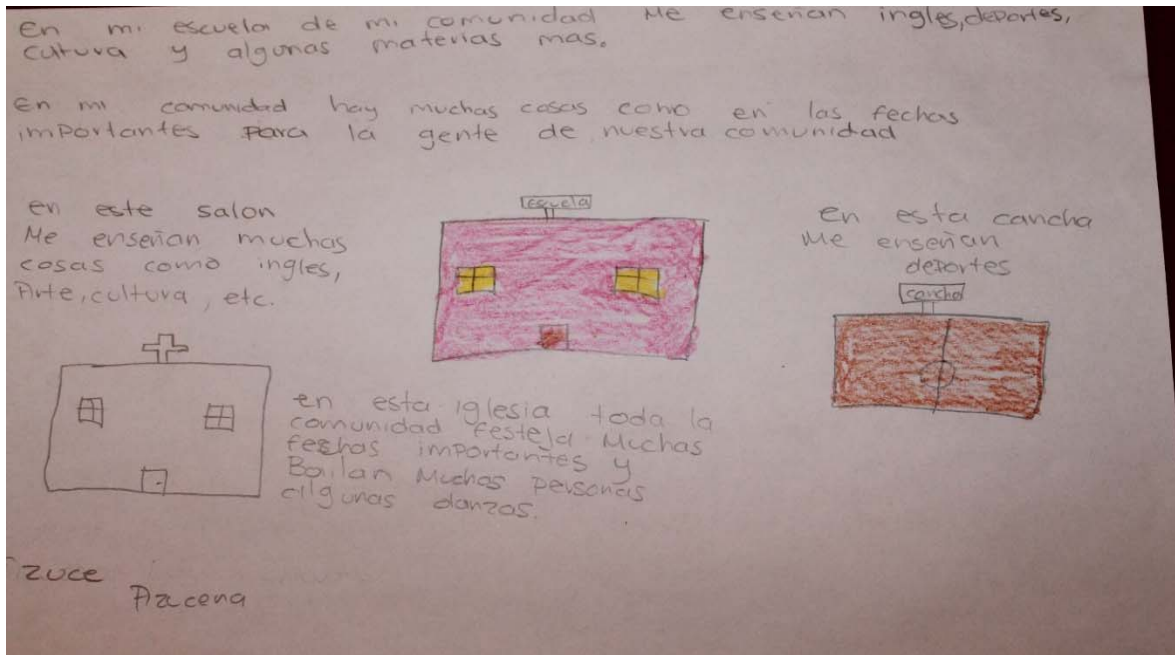 En mi escuela de mi comunidad Me enseñan ingles, deportes,
cutura y algunas materias mas.
En mi comunidad hay muchas cosas como en las fechas
importantes para la gente de nuestra comunidad
en este salon
Me enseñan muchas
cosas como ingles,
Arte, cultura, etc.
escuela
en esta cancha
Me enseñan
deportes
cancha
en esta iglesia toda la
comunidad festeja Muchas
feshas importantes y
Bailan Muchas personas
algunas danzas.
zuce